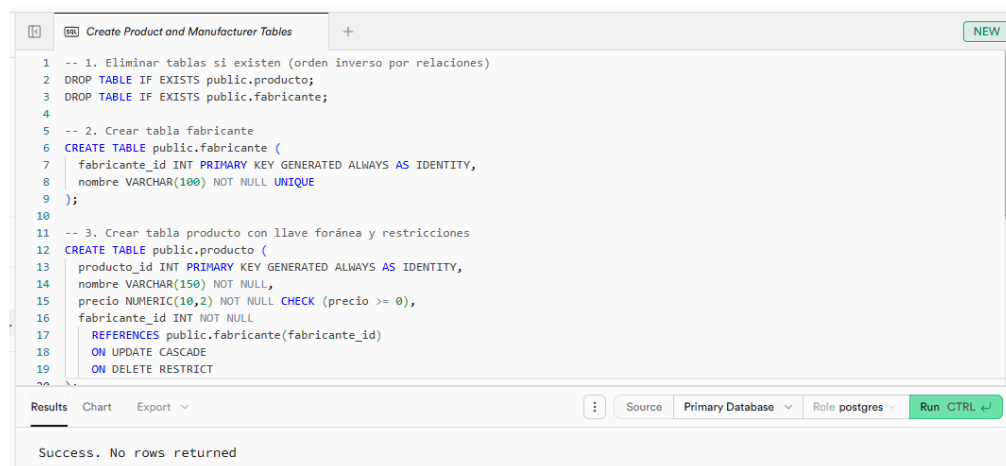 SQL Create Product and Manufacturer Tables +
NEW
1 -- 1. Eliminar tablas si existen (orden inverso por relaciones)
2 DROP TABLE IF EXISTS public.producto;
3 DROP TABLE IF EXISTS public.fabricante;
4
5 -- 2. Crear tabla fabricante
6 CREATE TABLE public.fabricante (
7 fabricante_id INT PRIMARY KEY GENERATED ALWAYS AS IDENTITY,
8 nombre VARCHAR(100) NOT NULL UNIQUE
9 );
10
11 -- 3. Crear tabla producto con llave foránea y restricciones
12 CREATE TABLE public.producto (
13 producto_id INT PRIMARY KEY GENERATED ALWAYS AS IDENTITY,
14 nombre VARCHAR(150) NOT NULL,
15 precio NUMERIC(10,2) NOT NULL CHECK (precio >= 0),
16 fabricante_id INT NOT NULL
17 REFERENCES public.fabricante(fabricante_id)
18 ON UPDATE CASCADE
19 ON DELETE RESTRICT
20 );
Results Chart Export Source Primary Database Role postgres Run CTRL ↵
Success. No rows returned